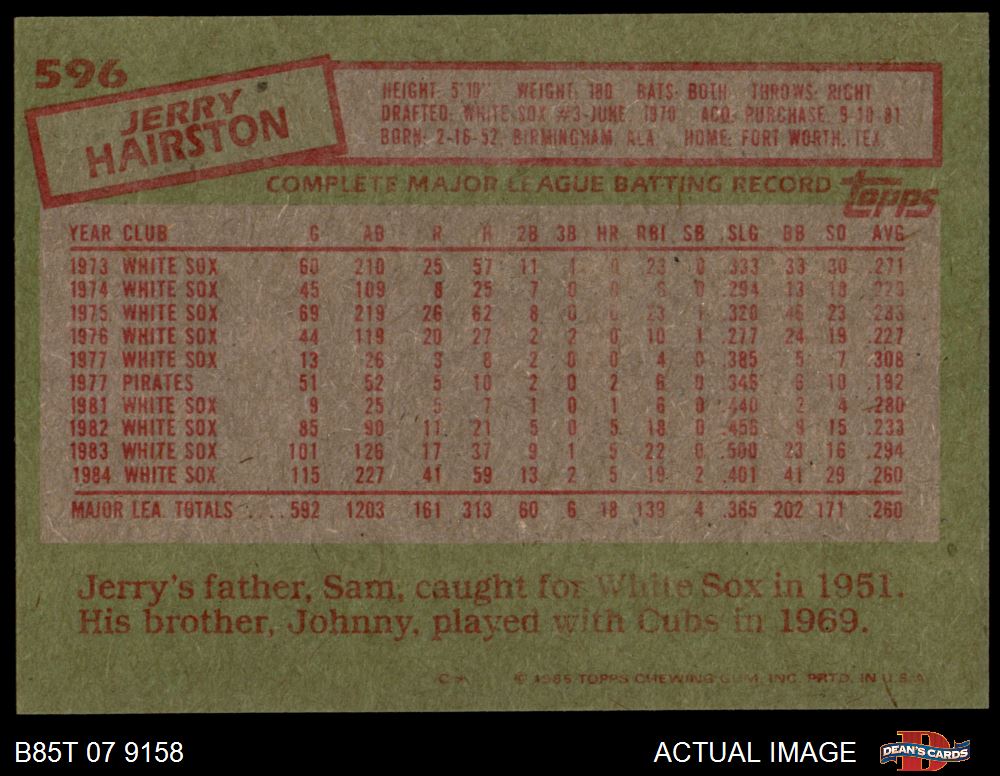 596
JERRY
HAIRSTON
HEIGHT: 5'10" WEIGHT: 180 BATS: BOTH THROWS: RIGHT
DRAFTED: WHITE SOX #3-JUNE, 1970 ACQ: PURCHASE, 9-10-81
BORN: 2-16-52, BIRMINGHAM, ALA. HOME: FORT WORTH, TEX.
COMPLETE MAJOR LEAGUE BATTING RECORD topps
YEAR CLUB G AB R H 2B 3B HR RBI SB SLG BB SO AVG
1973 WHITE SOX 60 210 25 57 11 1 0 23 0 .333 33 30 .271
1974 WHITE SOX 45 109 8 25 7 0 0 8 0 .294 13 18 .229
1975 WHITE SOX 69 219 26 62 8 0 0 23 1 .320 46 23 .283
1976 WHITE SOX 44 119 20 27 2 2 0 10 1 .277 24 19 .227
1977 WHITE SOX 13 26 3 8 2 0 0 4 0 .385 5 7 .308
1977 PIRATES 51 52 5 10 2 0 2 6 0 .346 6 10 .192
1981 WHITE SOX 9 25 5 7 1 0 1 6 0 .440 2 4 .280
1982 WHITE SOX 85 90 11 21 5 0 5 18 0 .456 9 15 .233
1983 WHITE SOX 101 126 17 37 9 1 5 22 0 .500 23 16 .294
1984 WHITE SOX 115 227 41 59 13 2 5 19 2 .401 41 29 .260
MAJOR LEA. TOTALS .... 592 1203 161 313 60 6 18 139 4 .365 202 171 .260
Jerry's father, Sam, caught for White Sox in 1951.
His brother, Johnny, played with Cubs in 1969.
© 1985 TOPPS CHEWING GUM, INC. PRTD. IN U.S.A.
B85T 07 9158 ACTUAL IMAGE DEAN'S CARDS